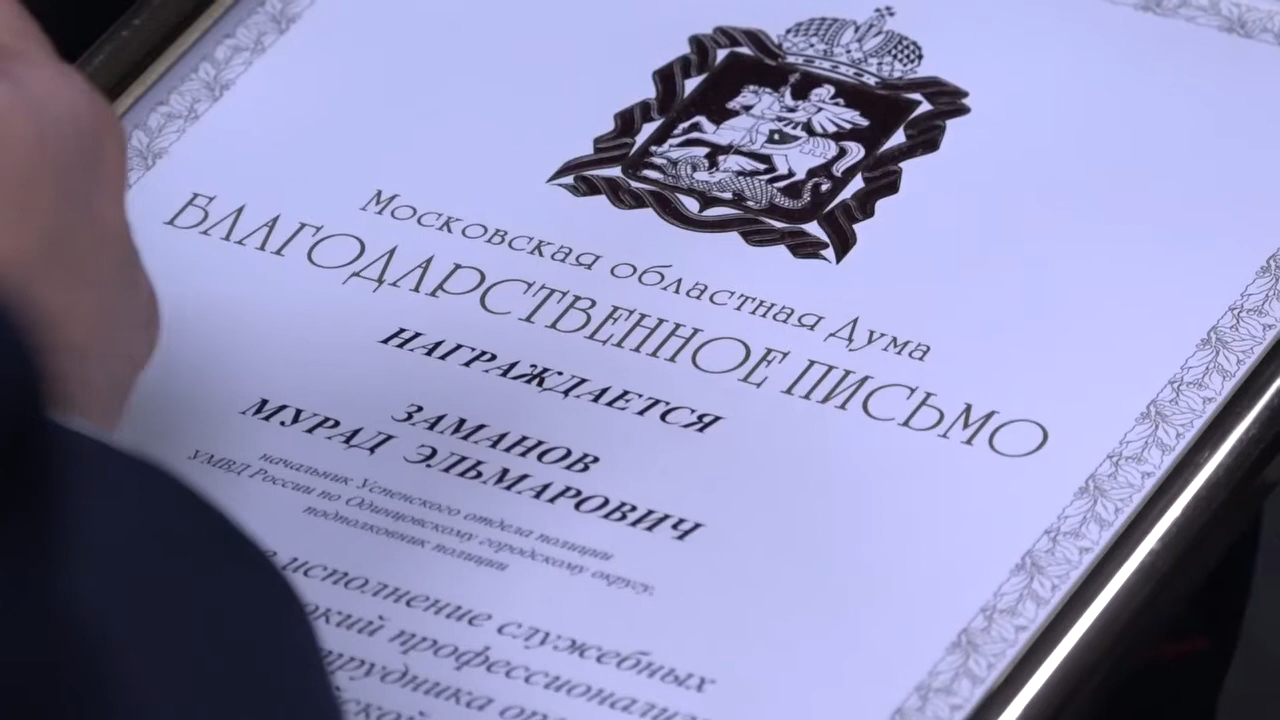 Московская областная Дума
БЛАГОДАРСТВЕННОЕ ПИСЬМО
НАГРАЖДАЕТСЯ
ЗАМАНОВ
МУРАД ЭЛЬМАРОВИЧ
начальник Успенского отдела полиции
УМВД России по Одинцовскому городскому округу,
подполковник полиции
исполнение служебных